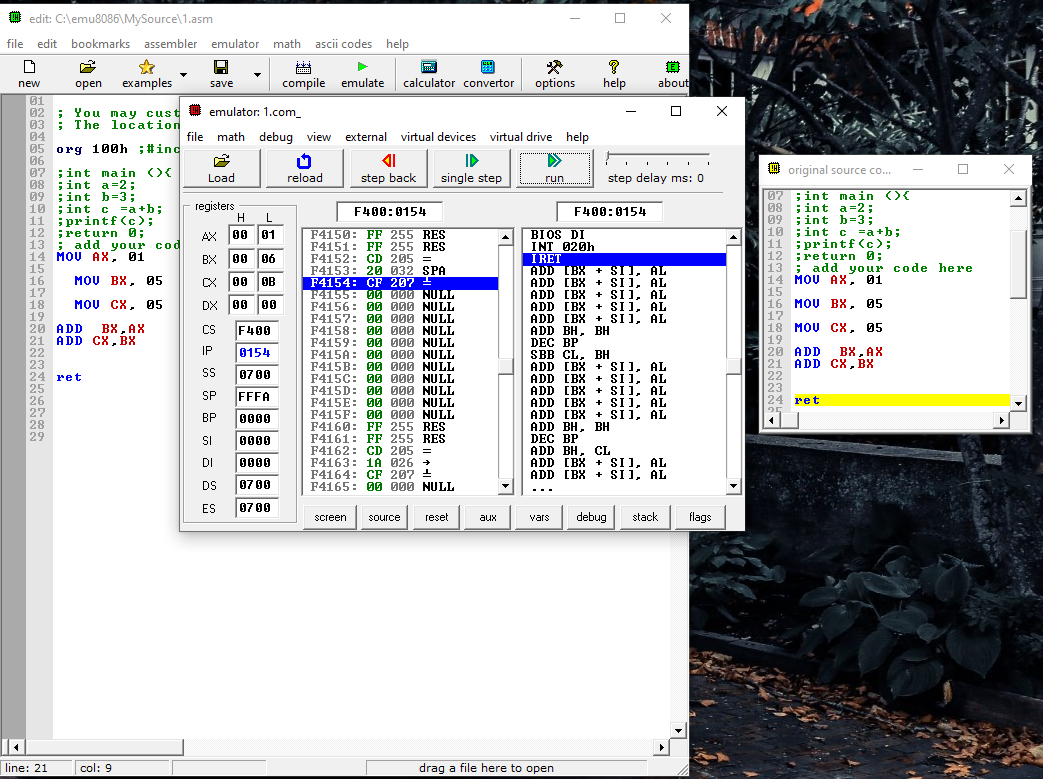 edit: C:\emu8086\MySource\1.asm
file edit bookmarks assembler emulator math ascii codes help
new open examples save compile emulate calculator convertor options help about
01
02 ; You may cust
03 ; The location
04
05 org 100h ;#inc
06
07 ;int main (){
08 ;int a=2;
09 ;int b=3;
10 ;int c =a+b;
11 ;printf(c);
12 ;return 0;
13 ; add your cod
14 MOV AX, 01
15
16 MOV BX, 05
17
18 MOV CX, 05
19
20 ADD BX,AX
21 ADD CX,BX
22
23
24 ret
25
26
27
28
29
line: 21 col: 9 drag a file here to open
emulator: 1.com_
file math debug view external virtual devices virtual drive help
Load reload step back single step run step delay ms: 0
registers
H L
AX 00 01
BX 00 06
CX 00 0B
DX 00 00
CS F400
IP 0154
SS 0700
SP FFFA
BP 0000
SI 0000
DI 0000
DS 0700
ES 0700
F400:0154
F4150: FF 255 RES
F4151: FF 255 RES
F4152: CD 205 =
F4153: 20 032 SPA
F4154: CF 207 ╧
F4155: 00 000 NULL
F4156: 00 000 NULL
F4157: 00 000 NULL
F4158: 00 000 NULL
F4159: 00 000 NULL
F415A: 00 000 NULL
F415B: 00 000 NULL
F415C: 00 000 NULL
F415D: 00 000 NULL
F415E: 00 000 NULL
F415F: 00 000 NULL
F4160: FF 255 RES
F4161: FF 255 RES
F4162: CD 205 =
F4163: 1A 026 →
F4164: CF 207 ╧
F4165: 00 000 NULL
F400:0154
BIOS DI
INT 020h
IRET
ADD [BX + SI], AL
ADD [BX + SI], AL
ADD [BX + SI], AL
ADD [BX + SI], AL
ADD [BX + SI], AL
ADD BH, BH
DEC BP
SBB CL, BH
ADD [BX + SI], AL
ADD [BX + SI], AL
ADD [BX + SI], AL
ADD [BX + SI], AL
ADD [BX + SI], AL
ADD BH, BH
DEC BP
ADD BH, CL
ADD [BX + SI], AL
ADD [BX + SI], AL
...
screen source reset aux vars debug stack flags
original source co...
07 ;int main (){
08 ;int a=2;
09 ;int b=3;
10 ;int c =a+b;
11 ;printf(c);
12 ;return 0;
13 ; add your code here
14 MOV AX, 01
15
16 MOV BX, 05
17
18 MOV CX, 05
19
20 ADD BX,AX
21 ADD CX,BX
22
23
24 ret
25